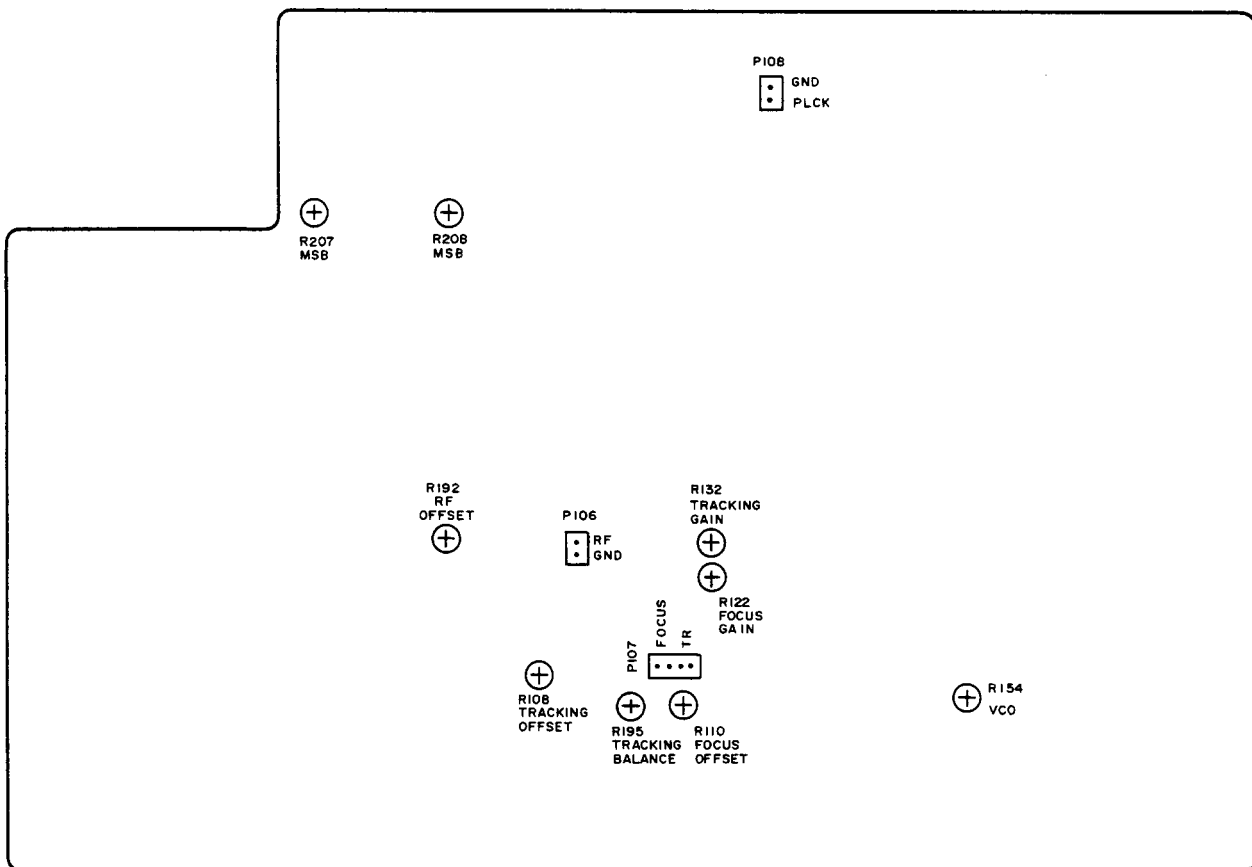 P108
GND
PLCK
R207
MSB
R208
MSB
R192
RF
OFFSET
P106
RF
GND
R132
TRACKING
GAIN
R122
FOCUS
GAIN
P107
FOCUS
TR
R108
TRACKING
OFFSET
R195
TRACKING
BALANCE
R110
FOCUS
OFFSET
R154
VCO